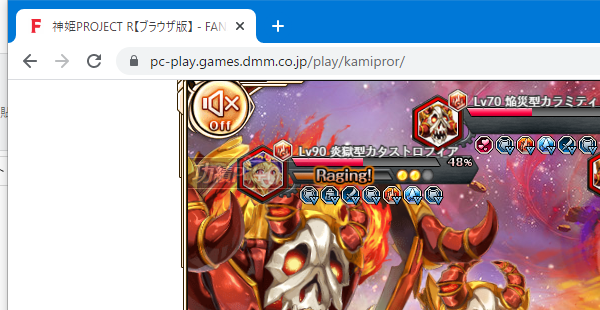 神姫PROJECT R【ブラウザ版】 - FAN
pc-play.games.dmm.co.jp/play/kamipror/
Off
Lv70 焔災型カラミティ
Lv90 炎獄型カタストロフィア
48%
Raging!